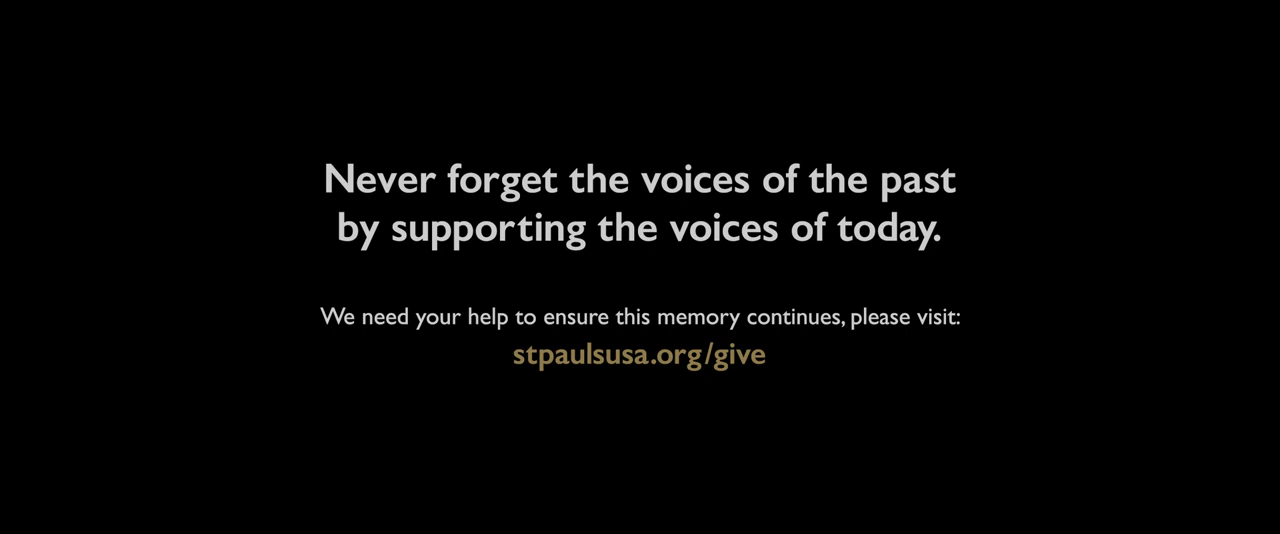 Never forget the voices of the past
by supporting the voices of today.
We need your help to ensure this memory continues, please visit:
stpaulsusa.org/give